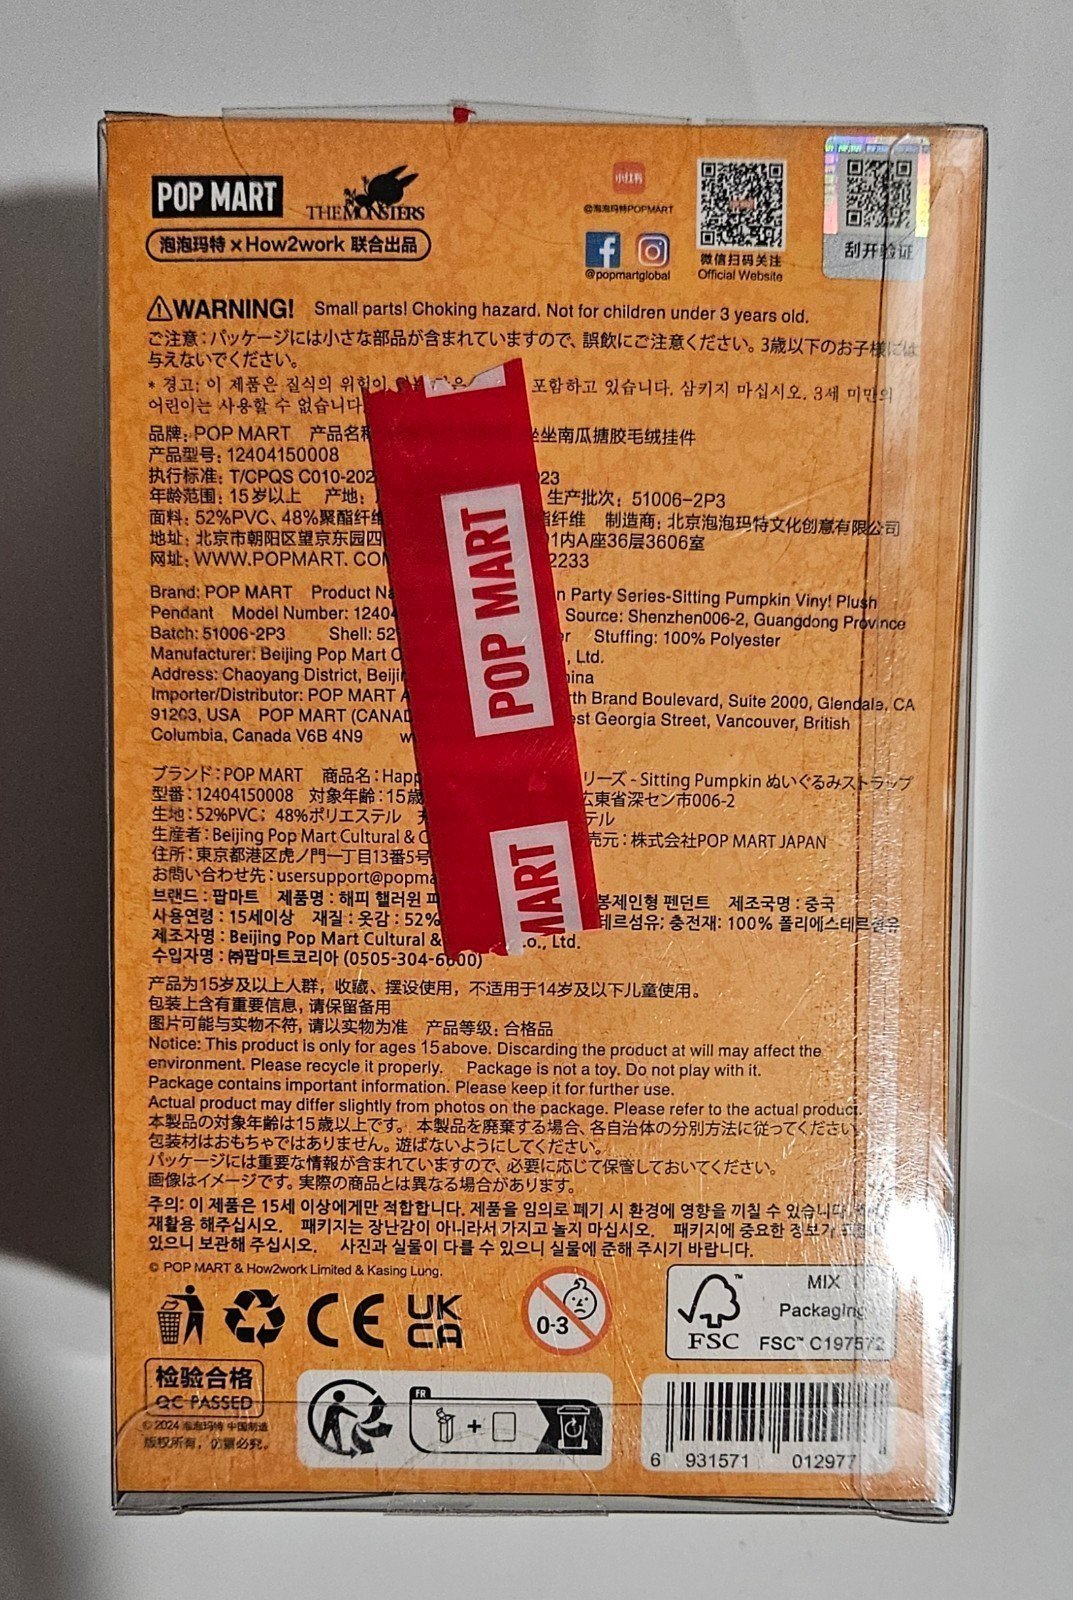 POP MART
THE MONSTERS
泡泡玛特 × How2work 联合出品
小红书
@泡泡玛特POPMART
@popmartglobal
微信扫码关注
Official Website
刮开验证
WARNING! Small parts! Choking hazard. Not for children under 3 years old.
ご注意：パッケージには小さな部品が含まれていますので、誤飲にご注意ください。3歳以下のお子様には
与えないでください。
* 경고: 이 제품은 질식의 위험이 포함하고 있습니다. 삼키지 마십시오. 3세 미만의
어린이는 사용할 수 없습니다.
品牌：POP MART 产品名称 坐坐南瓜搪胶毛绒挂件
产品型号：12404150008
执行标准：T/CPQS C010-202 23
年龄范围：15岁以上 产地： 生产批次：51006-2P3
面料：52%PVC、48%聚酯纤维 酯纤维 制造商：北京泡泡玛特文化创意有限公司
地址：北京市朝阳区望京东园四 01内A座36层3606室
网址：WWW.POPMART. COM 2233
Brand: POP MART Product Na n Party Series-Sitting Pumpkin Vinyl Plush
Pendant Model Number: 12404 Source: Shenzhen006-2, Guangdong Province
Batch: 51006-2P3 Shell: 52 er Stuffing: 100% Polyester
Manufacturer: Beijing Pop Mart C , Ltd.
Address: Chaoyang District, Beijin hina
Importer/Distributor: POP MART A rth Brand Boulevard, Suite 2000, Glendale, CA
91203, USA POP MART (CANAD est Georgia Street, Vancouver, British
Columbia, Canada V6B 4N9 w
ブランド：POP MART 商品名：Happ リーズ - Sitting Pumpkin ぬいぐるみストラップ
型番：12404150008 対象年齢：15歳 広東省深セン市006-2
生地：52%PVC；48%ポリエステル テル
生産者：Beijing Pop Mart Cultural & C 売元：株式会社POP MART JAPAN
住所：東京都港区虎ノ門一丁目13番5号
お問い合わせ先：usersupport@popma
브랜드：팝마트 제품명：해피 핼러윈 파 봉제인형 펜던트 제조국명：중국
사용연령：15세이상 재질：옷감：52% 테르섬유; 충전재: 100% 폴리에스테르섬유
제조자명：Beijing Pop Mart Cultural & Co., Ltd.
수입자명：㈜팝마트코리아 (0505-304-6600)
POP MART
MART
产品为15岁及以上人群，收藏、摆设使用，不适用于14岁及以下儿童使用。
包装上含有重要信息，请保留备用
图片可能与实物不符，请以实物为准 产品等级：合格品
Notice: This product is only for ages 15 above. Discarding the product at will may affect the
environment. Please recycle it properly. Package is not a toy. Do not play with it.
Package contains important information. Please keep it for further use.
Actual product may differ slightly from photos on the package. Please refer to the actual product.
本製品の対象年齢は15歳以上です。 本製品を廃棄する場合、各自治体の分別方法に従ってください。
包装材はおもちゃではありません。遊ばないようにしてください。
パッケージには重要な情報が含まれていますので、必要に応じて保管しておいてください。
画像はイメージです。実際の商品とは異なる場合があります。
주의: 이 제품은 15세 이상에게만 적합합니다. 제품을 임의로 폐기 시 환경에 영향을 끼칠 수 있습니다.
재활용 해주십시오. 패키지는 장난감이 아니라서 가지고 놀지 마십시오. 패키지에 중요한 정보가
있으니 보관해 주십시오. 사진과 실물이 다를 수 있으니 실물에 준해 주시기 바랍니다.
© POP MART & How2work Limited & Kasing Lung.
CE
UK
CA
0-3
FSC
MIX
Packaging
FSC™ C197572
检验合格
QC PASSED
© 2024 泡泡玛特 中国制造
版权所有，仿冒必究。
FR
6 931571 012977